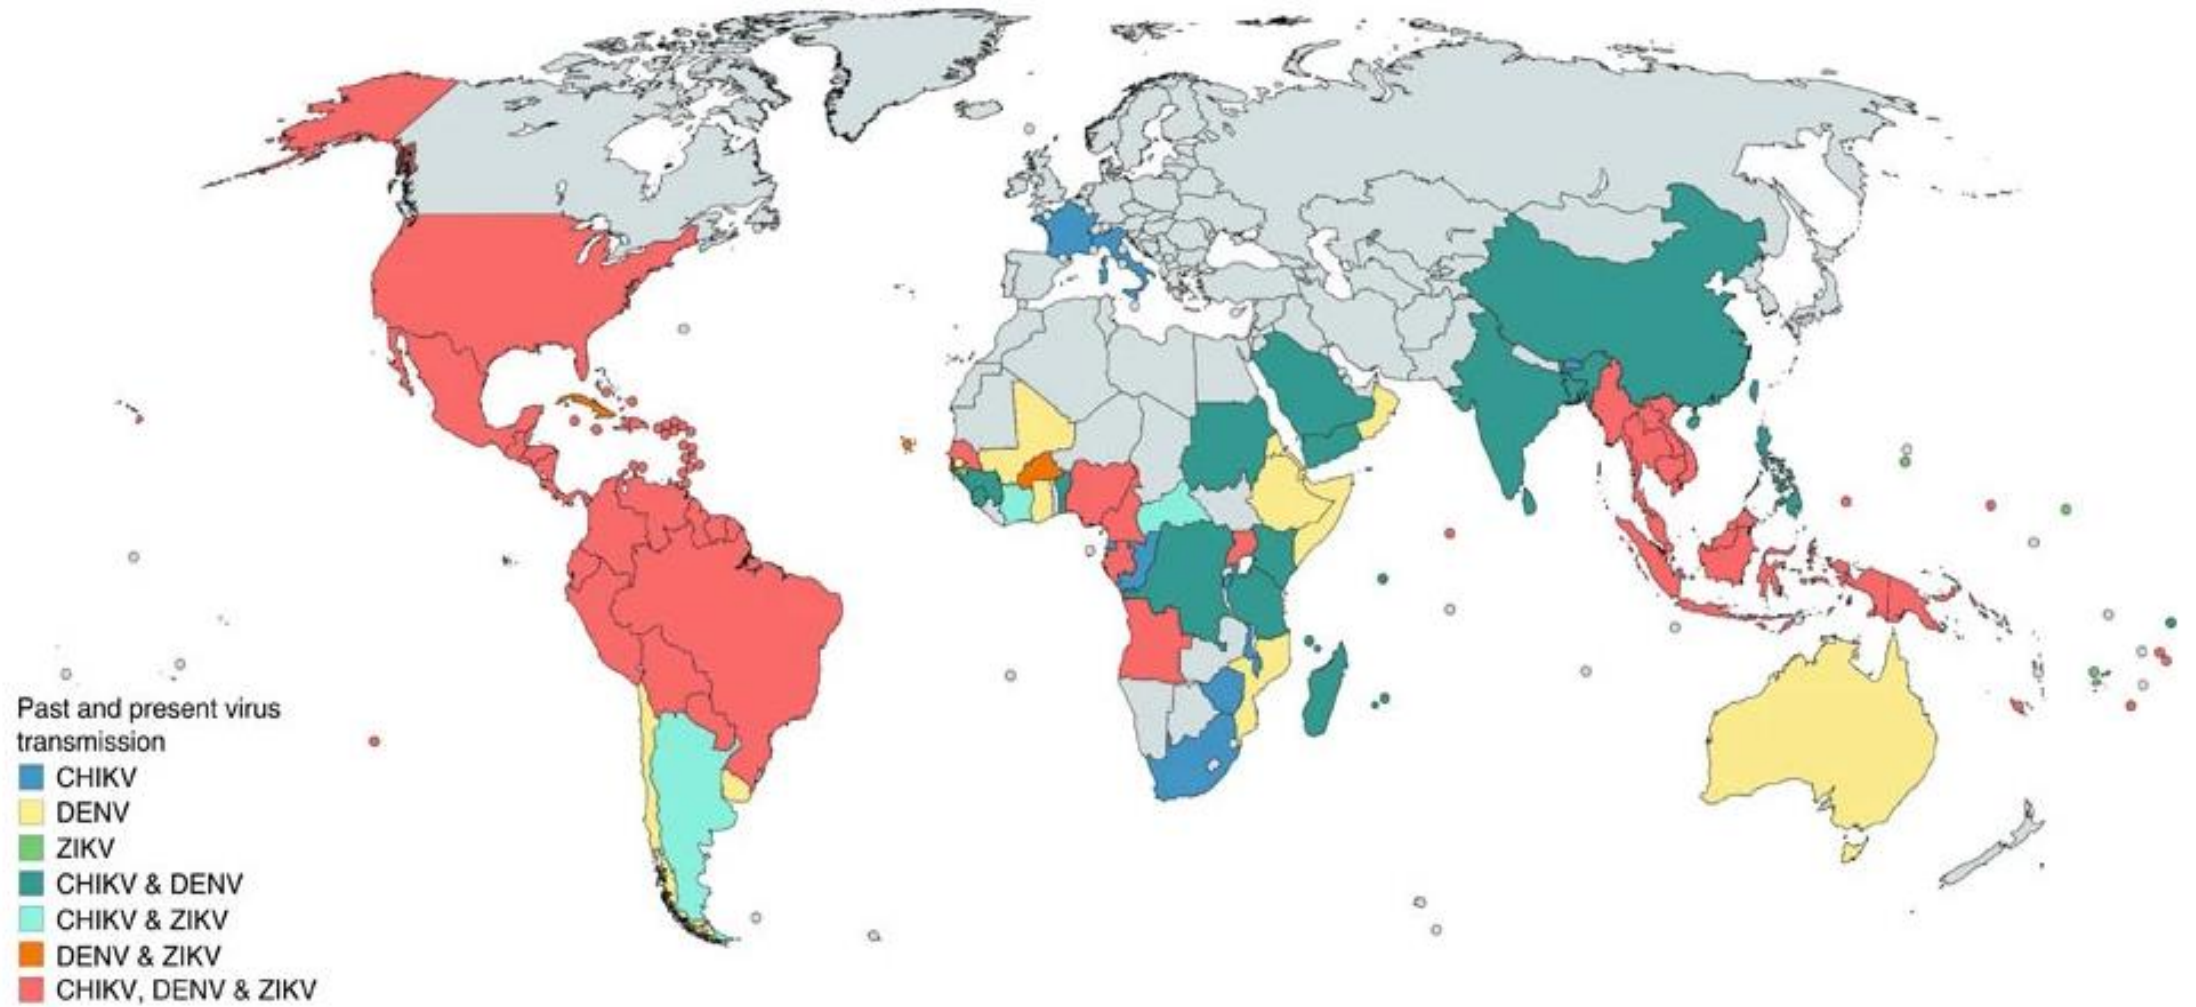 Past and present virus
transmission
CHIKV
DENV
ZIKV
CHIKV & DENV
CHIKV & ZIKV
DENV & ZIKV
CHIKV, DENV & ZIKV